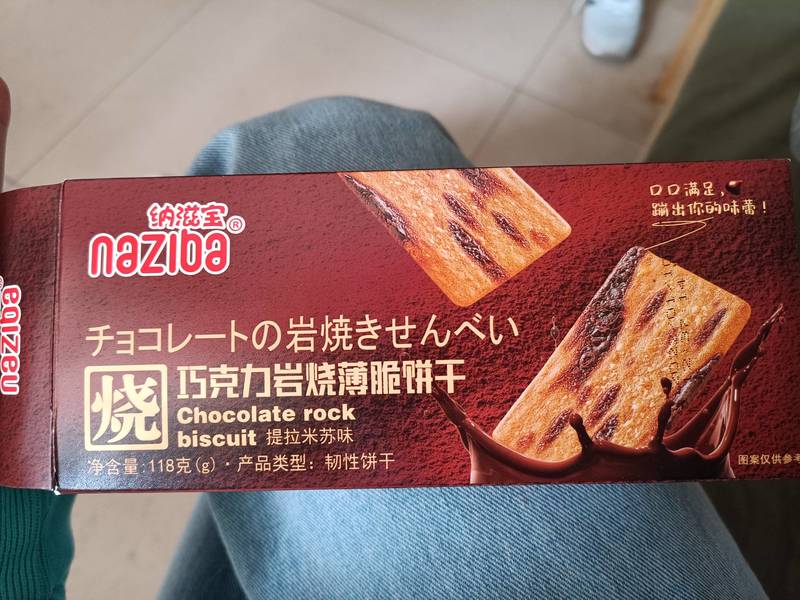 纳滋宝
naziba®
naziba
口口满足,
蹦出你的味蕾!
チョコレートの岩焼きせんべい
烧
巧克力岩烧薄脆饼干
Chocolate rock
biscuit 提拉米苏味
净含量:118克(g)·产品类型:韧性饼干
图案仅供参考